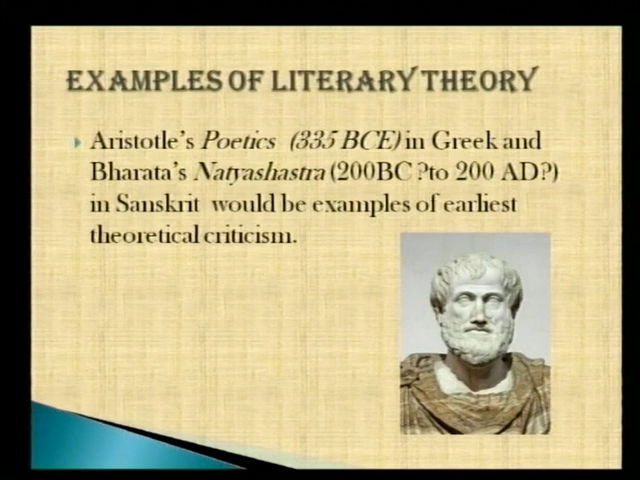 EXAMPLES OF LITERARY THEORY
Aristotle's Poetics (335 BCE) in Greek and
Bharata's Natyashastra (200BC ?to 200 AD?)
in Sanskrit would be examples of earliest
theoretical criticism.